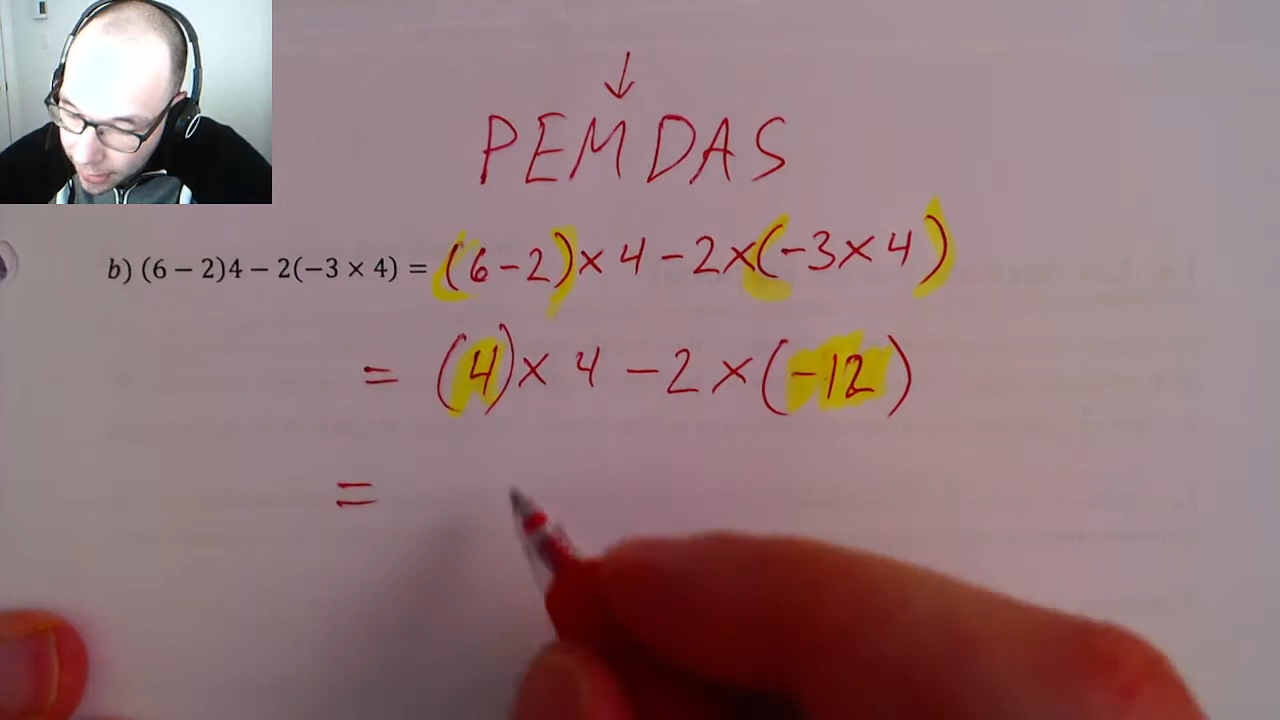 PEMDAS
b) (6 − 2)4 − 2(−3 × 4) = (6-2)×4-2×(-3×4)
= (4)×4-2×(-12)
=